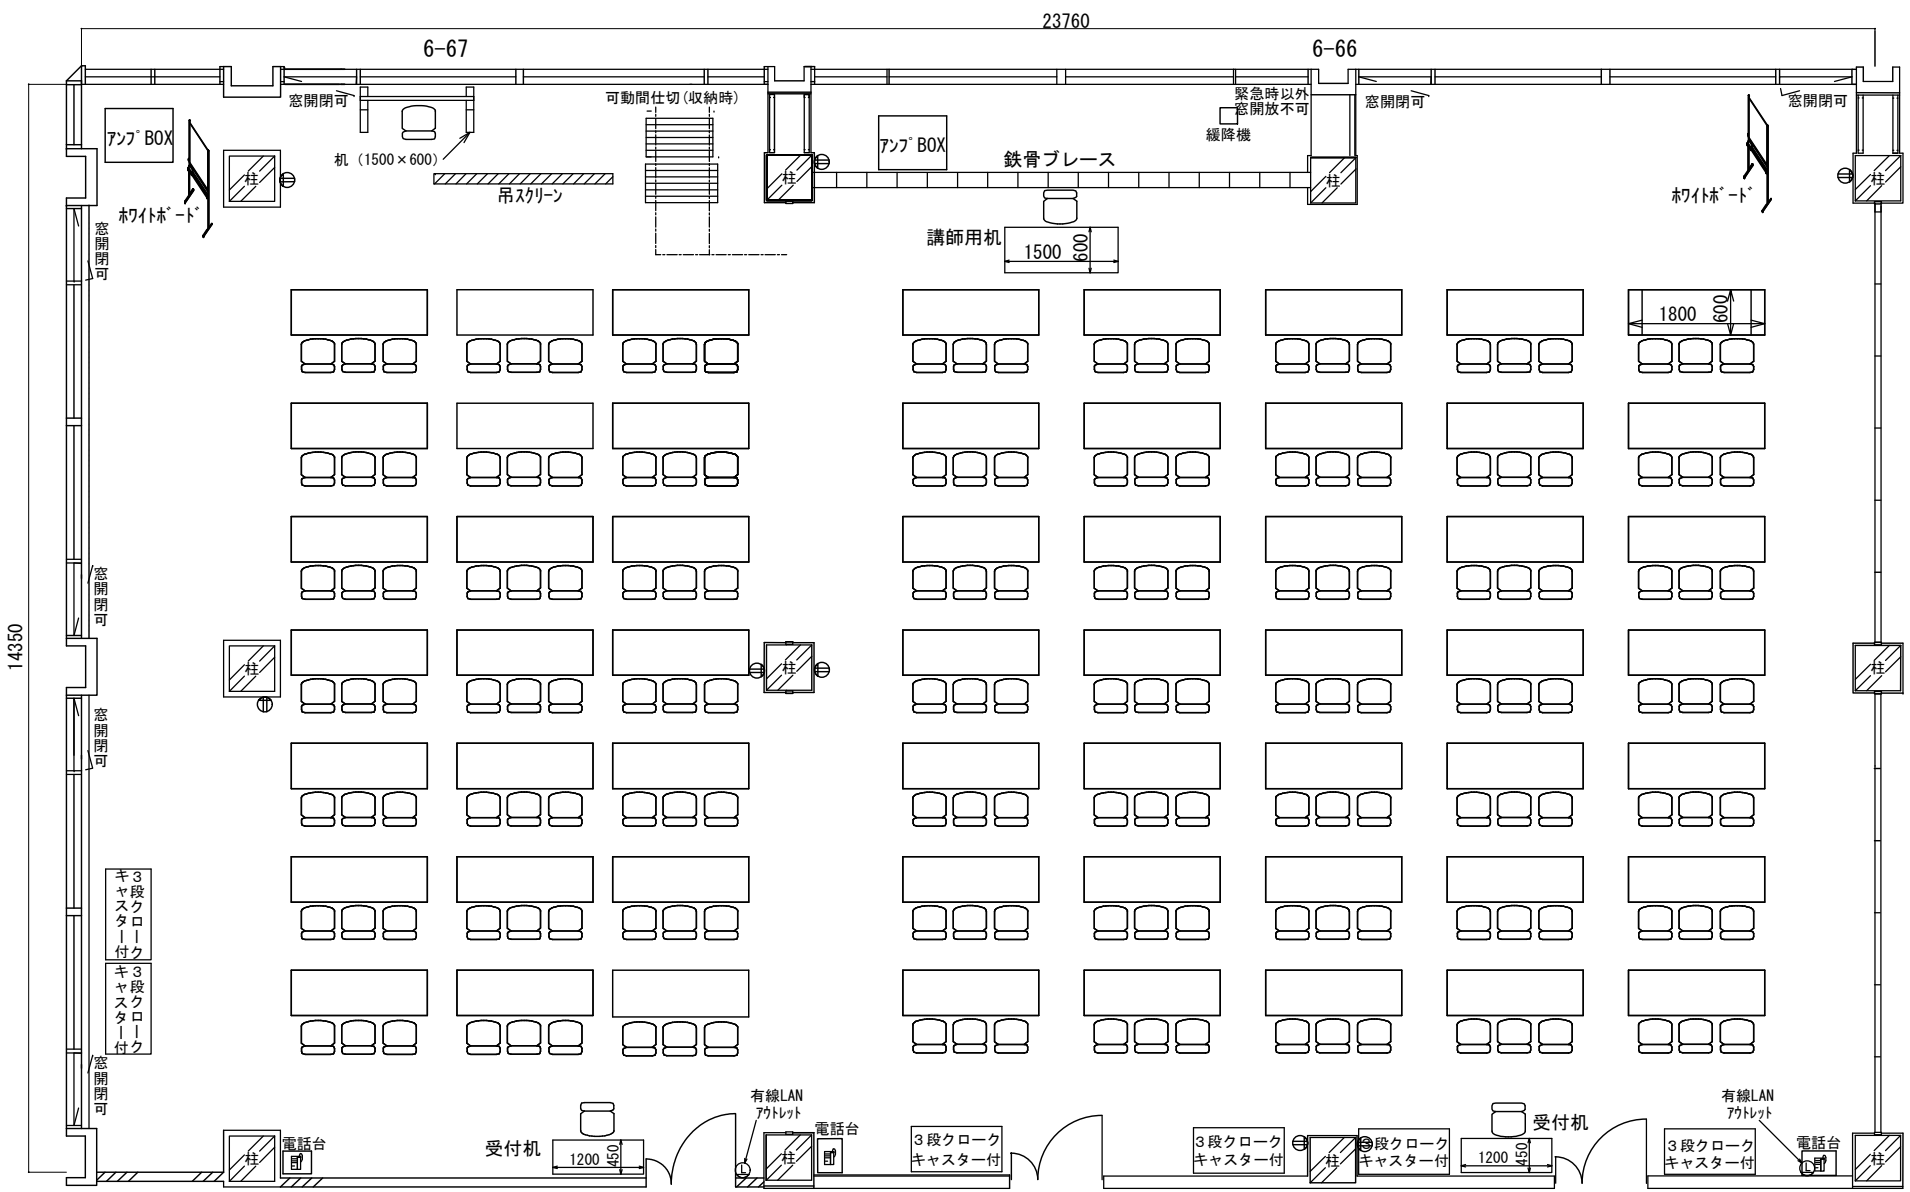 23760
6-67
6-66
窓開閉可
可動間仕切(収納時)
緊急時以外
窓開放不可
窓開閉可
窓開閉可
アンプBOX
机 (1500×600)
アンプBOX
緩降機
鉄骨ブレース
柱
柱
柱
柱
吊スクリーン
ホワイトボード
ホワイトボード
窓開閉可
講師用机
1500
600
1800
600
窓開閉可
14350
柱
柱
柱
窓開閉可
3段クローク
キャスター付
3段クローク
キャスター付
窓開閉可
有線LAN
アウトレット
有線LAN
アウトレット
電話台
受付机
1200
450
電話台
3段クローク
キャスター付
3段クローク
キャスター付
3段クローク
キャスター付
受付机
1200
450
3段クローク
キャスター付
電話台
柱
L
柱
柱
L
柱